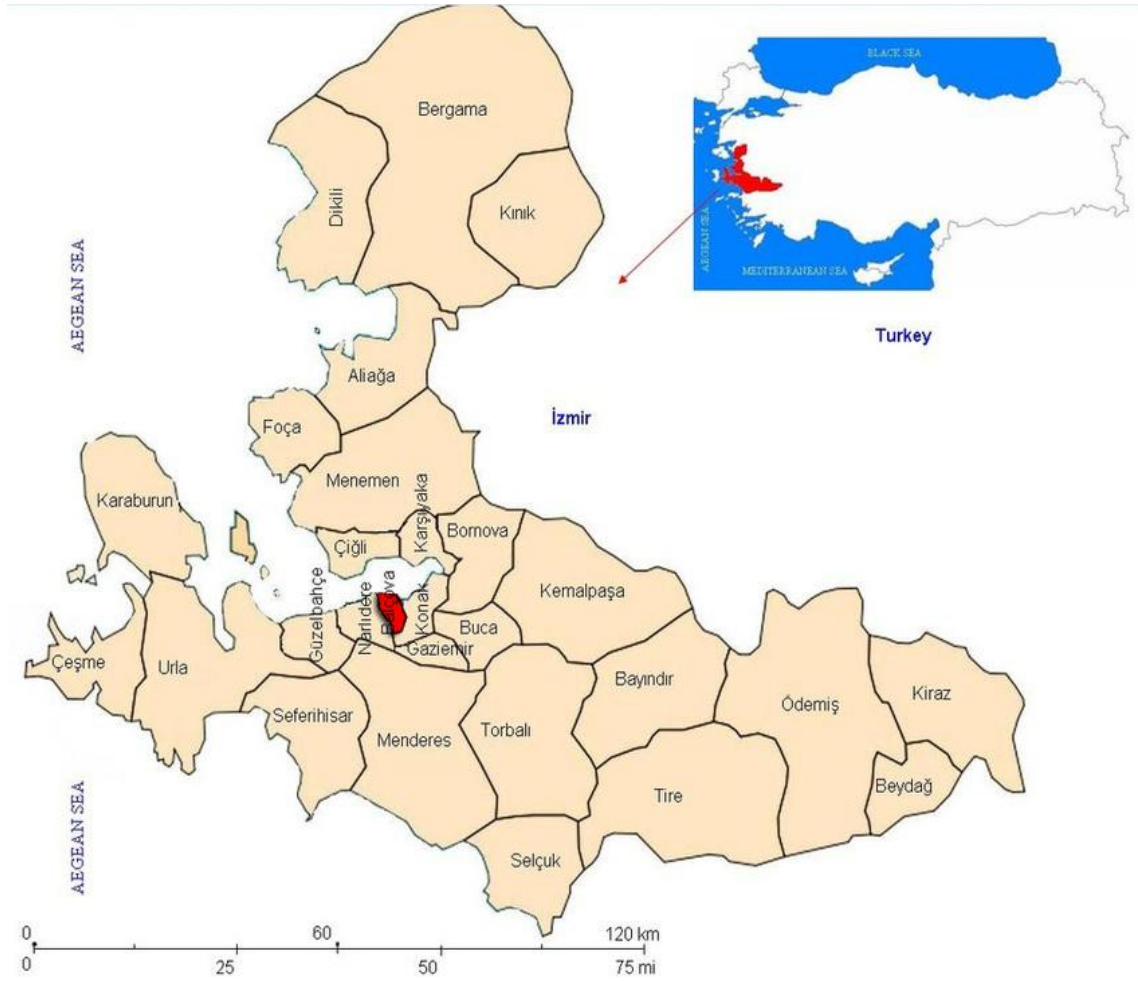 BLACK SEA
Bergama
Dikili
Kınık
AEGEAN SEA
MEDITERRANEAN SEA
AEGEAN SEA
Turkey
Aliağa
İzmir
Foça
Menemen
Karaburun
Karşıyaka
Bornova
Çiğli
Kemalpaşa
Güzelbahçe
Narlıdere
Balçova
Konak
Buca
Gaziemir
Çeşme
Urla
Bayındır
Kiraz
Ödemiş
Seferihisar
Menderes
Torbalı
Beydağ
Tire
AEGEAN SEA
Selçuk
0 60 120 km
0 25 50 75 mi